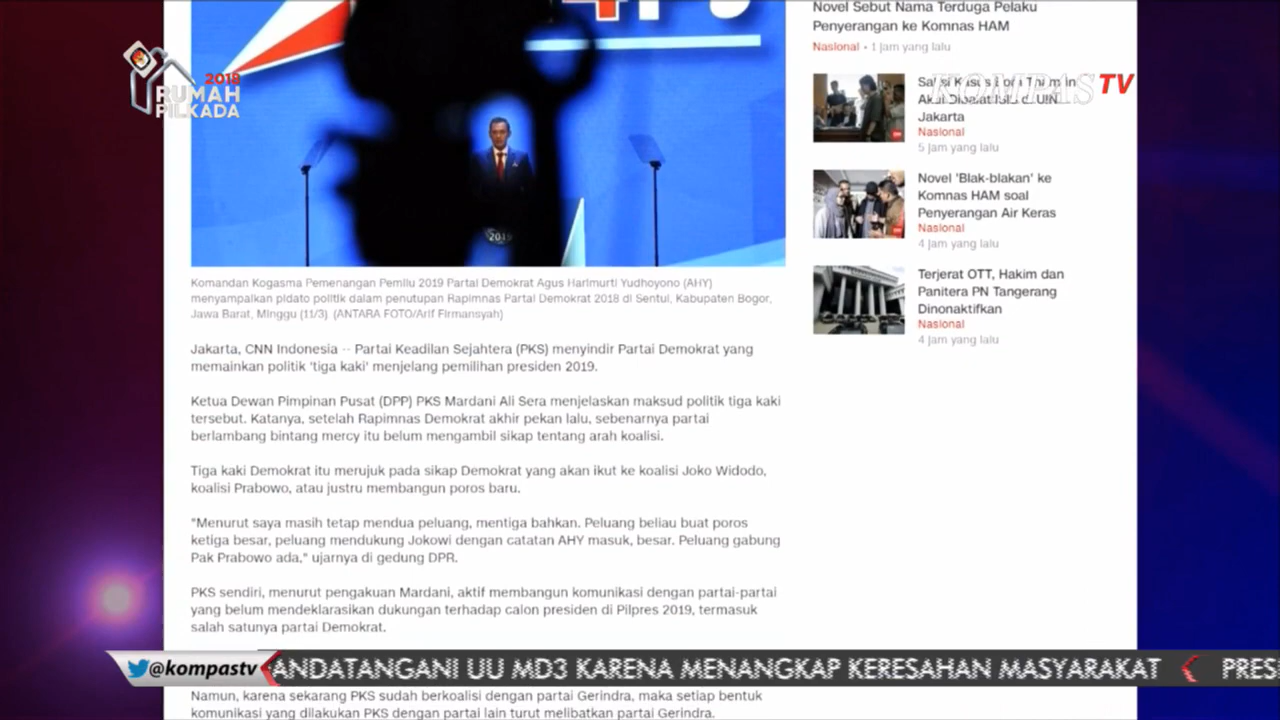 2018
RUMAH
PILKADA
KOMPAS TV
2019
Novel Sebut Nama Terduga Pelaku
Penyerangan ke Komnas HAM
Nasional • 1 jam yang lalu
Jakarta
Nasional
5 jam yang lalu
Novel 'Blak-blakan' ke
Komnas HAM soal
Penyerangan Air Keras
Nasional
4 jam yang lalu
Terjerat OTT, Hakim dan
Panitera PN Tangerang
Dinonaktifkan
Nasional
4 jam yang lalu
Komandan Kogasma Pemenangan Pemilu 2019 Partai Demokrat Agus Harimurti Yudhoyono (AHY)
menyampaikan pidato politik dalam penutupan Rapimnas Partai Demokrat 2018 di Sentul, Kabupaten Bogor,
Jawa Barat, Minggu (11/3). (ANTARA FOTO/Arif Firmansyah)
Jakarta, CNN Indonesia -- Partai Keadilan Sejahtera (PKS) menyindir Partai Demokrat yang
memainkan politik 'tiga kaki' menjelang pemilihan presiden 2019.
Ketua Dewan Pimpinan Pusat (DPP) PKS Mardani Ali Sera menjelaskan maksud politik tiga kaki
tersebut. Katanya, setelah Rapimnas Demokrat akhir pekan lalu, sebenarnya partai
berlambang bintang mercy itu belum mengambil sikap tentang arah koalisi.
Tiga kaki Demokrat itu merujuk pada sikap Demokrat yang akan ikut ke koalisi Joko Widodo,
koalisi Prabowo, atau justru membangun poros baru.
"Menurut saya masih tetap mendua peluang, mentiga bahkan. Peluang beliau buat poros
ketiga besar, peluang mendukung Jokowi dengan catatan AHY masuk, besar. Peluang gabung
Pak Prabowo ada," ujarnya di gedung DPR.
PKS sendiri, menurut pengakuan Mardani, aktif membangun komunikasi dengan partai-partai
yang belum mendeklarasikan dukungan terhadap calon presiden di Pilpres 2019, termasuk
salah satunya partai Demokrat.
@kompastv
ANDATANGANI UU MD3 KARENA MENANGKAP KERESAHAN MASYARAKAT
PRES
Namun, karena sekarang PKS sudah berkoalisi dengan partai Gerindra, maka setiap bentuk
komunikasi yang dilakukan PKS dengan partai lain turut melibatkan partai Gerindra.